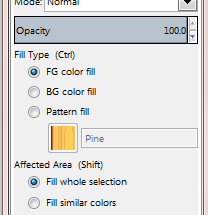 Mode: Normal
Opacity 100.0
Fill Type (Ctrl)
FG color fill
BG color fill
Pattern fill
Pine
Affected Area (Shift)
Fill whole selection
Fill similar colors